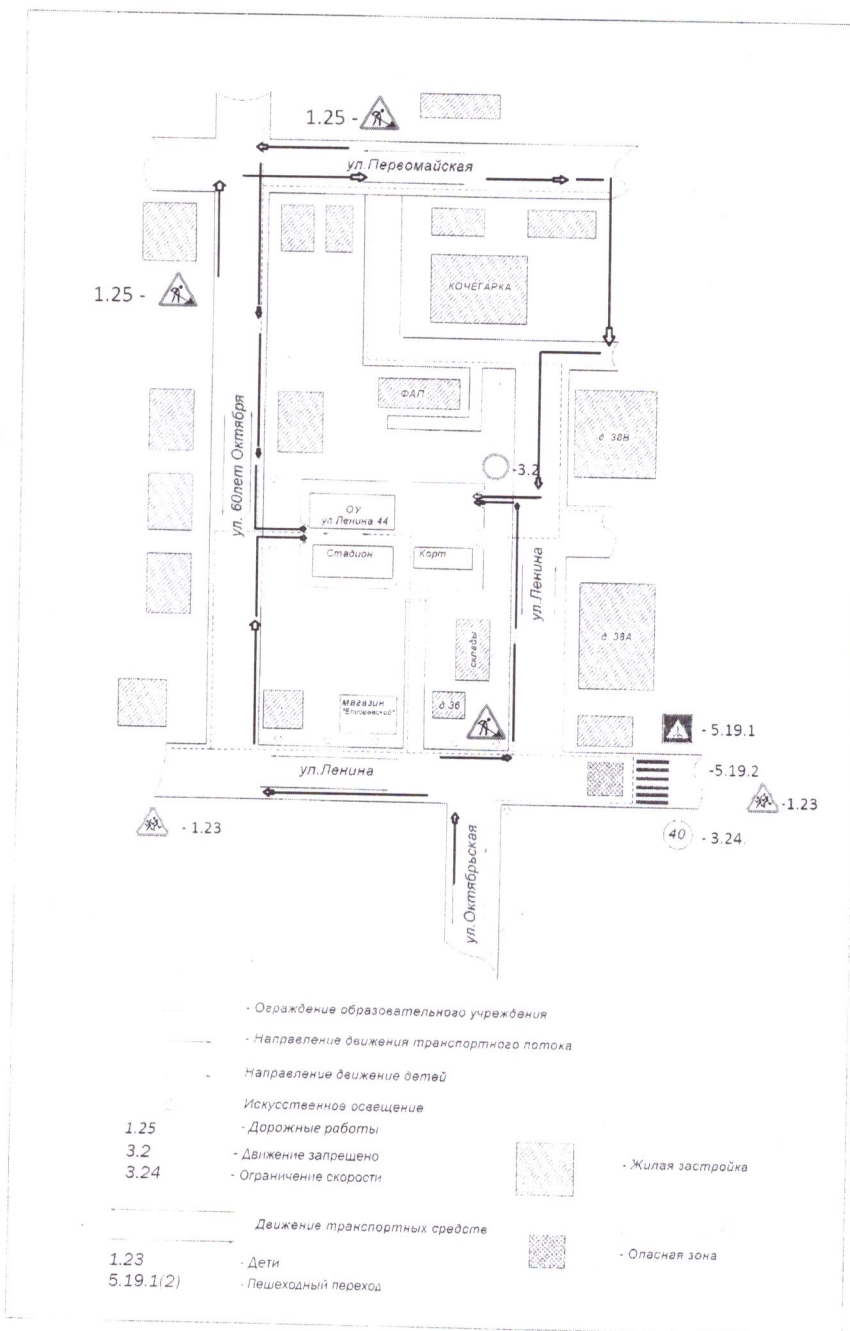 1.25 -
ул.Первомайская
КОЧЕГАРКА
1.25 -
ФАП
д. 38В
ул. 60лет Октября
-3.2
ОУ
ул.Ленина 44
Стадион
Корт
ул.Ленина
склады
д. 38А
магазин
"Елисеевский"
д.36
- 5.19.1
ул.Ленина
-5.19.2
-1.23
- 1.23
40
- 3.24.
ул.Октябрьская
- Ограждение образовательного учреждения
- Направление движения транспортного потока
Направление движение детей
Искусственное освещение
1.25 - Дорожные работы
3.2 - Движение запрещено
3.24 - Ограничение скорости
- Жилая застройка
Движение транспортных средств
1.23 - Дети
5.19.1(2) - Пешеходный переход
- Опасная зона